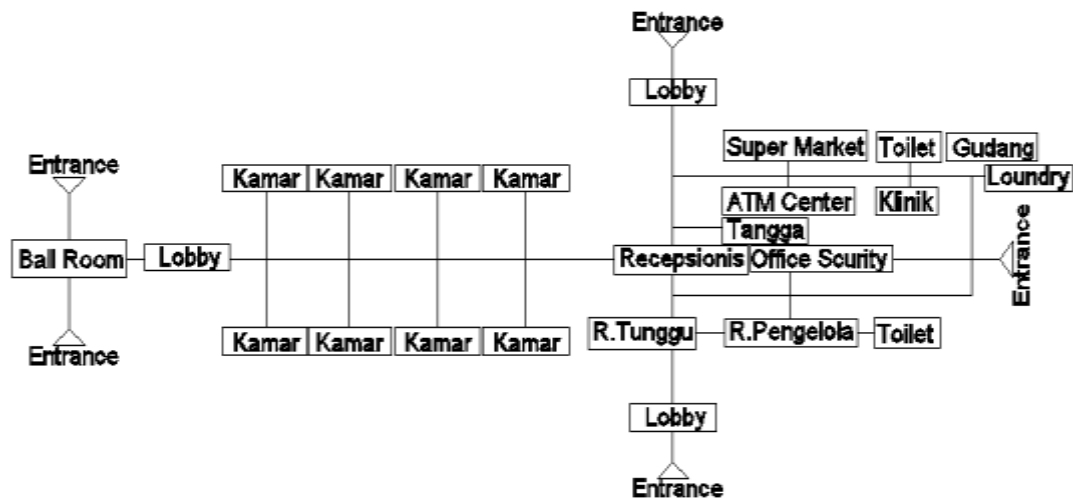 Entrance
Lobby
Super Market
Toilet
Gudang
Entrance
Kamar
Kamar
Kamar
Kamar
Loundry
ATM Center
Klinik
Tangga
Ball Room
Lobby
Recepsionis
Office Scurity
Entrance
R.Tunggu
R.Pengelola
Toilet
Entrance
Kamar
Kamar
Kamar
Kamar
Lobby
Entrance